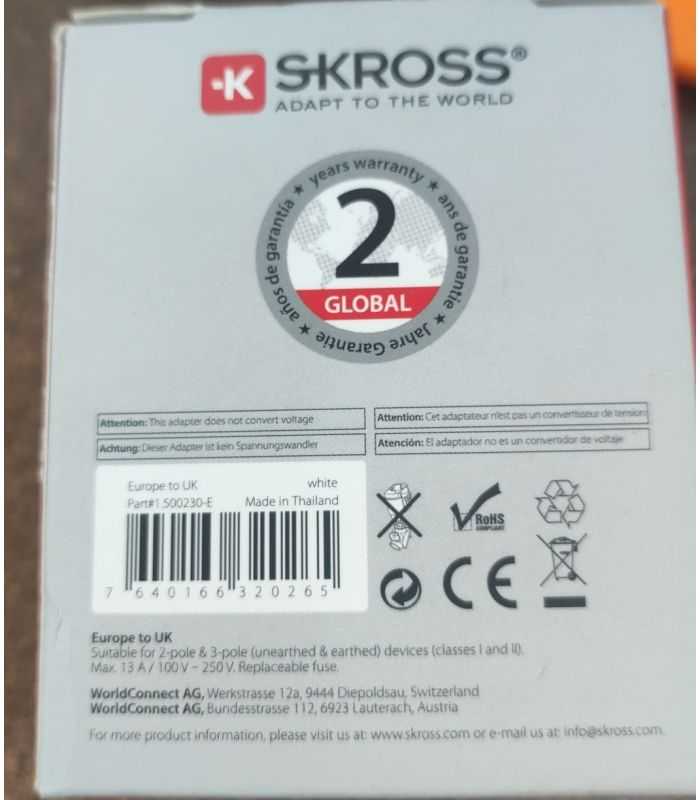 SKROSS®
ADAPT TO THE WORLD
years warranty ★ ans de garantie ★ Jahre Garantie ★ años de garantía ★
2
GLOBAL
Attention: This adapter does not convert voltage
Attention: Cet adaptateur n'est pas un convertisseur de tension
Achtung: Dieser Adapter ist kein Spannungswandler
Atención: El adaptador no es un convertidor de voltaje
Europe to UK white
Part#1.500230-E Made in Thailand
7 640166 320265
RoHS
COMPLIANT
CE
Europe to UK
Suitable for 2-pole & 3-pole (unearthed & earthed) devices (classes I and II).
Max. 13 A / 100 V – 250 V. Replaceable fuse.
WorldConnect AG, Werkstrasse 12a, 9444 Diepoldsau, Switzerland
WorldConnect AG, Bundesstrasse 112, 6923 Lauterach, Austria
For more product information, please visit us at: www.skross.com or e-mail us at: info@skross.com.